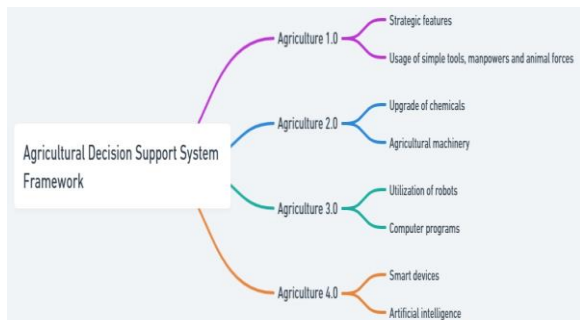 Agricultural Decision Support System
Framework
Agriculture 1.0
Strategic features
Usage of simple tools, manpowers and animal forces
Agriculture 2.0
Upgrade of chemicals
Agricultural machinery
Agriculture 3.0
Utilization of robots
Computer programs
Agriculture 4.0
Smart devices
Artificial intelligence